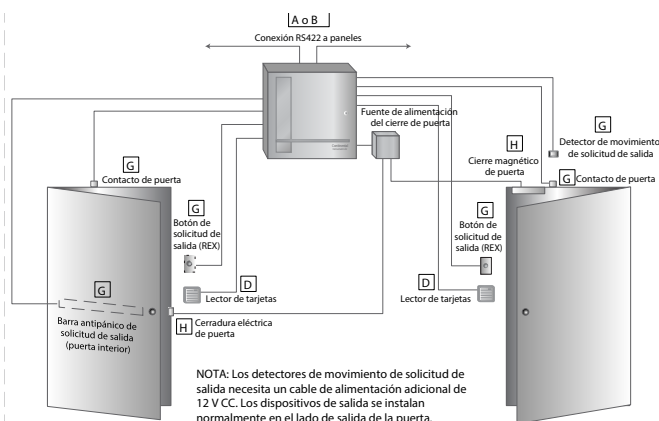 A o B
Conexión RS422 a paneles
Fuente de alimentación
del cierre de puerta
G
Detector de movimiento
de solicitud de salida
H
Cierre magnético
de puerta
G Contacto de puerta
G
Contacto de puerta
G
Botón de
solicitud de
salida (REX)
G
Botón de
solicitud de
salida (REX)
D
Lector de tarjetas
D
Lector de tarjetas
G
Barra antipánico de
solicitud de salida
(puerta interior)
H Cerradura eléctrica
de puerta
NOTA: Los detectores de movimiento de solicitud de
salida necesita un cable de alimentación adicional de
12 V CC. Los dispositivos de salida se instalan
normalmente en el lado de salida de la puerta.